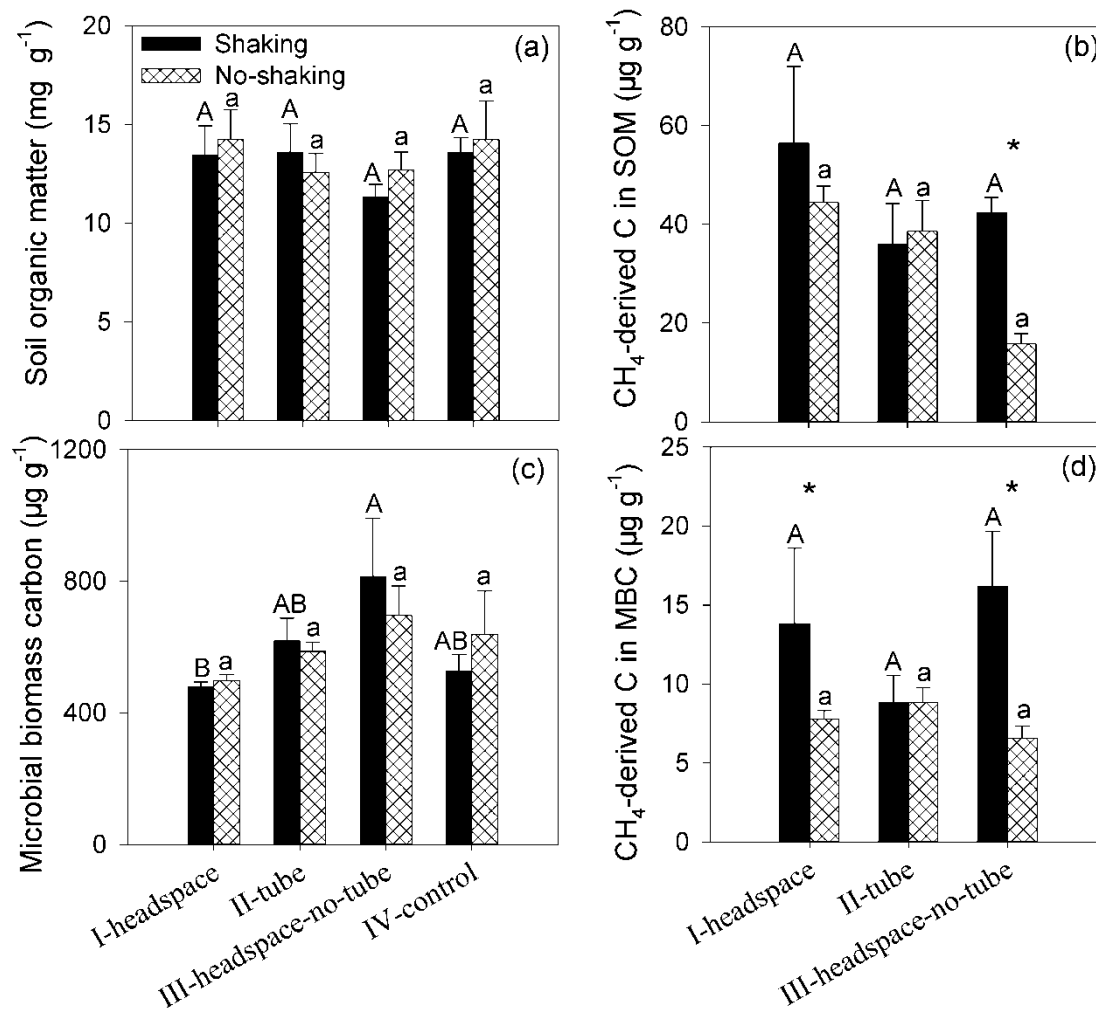 Soil organic matter (mg g⁻¹)
20
15
10
5
0
Shaking
No-shaking
(a)
A
a
A
a
A
a
A
a
CH₄-derived C in SOM (µg g⁻¹)
80
60
40
20
0
(b)
A
a
A
a
*
A
a
Microbial biomass carbon (µg g⁻¹)
1200
800
400
0
(c)
B
a
AB
a
A
a
AB
a
I-headspace
II-tube
III-headspace-no-tube
IV-control
CH₄-derived C in MBC (µg g⁻¹)
25
20
15
10
5
0
(d)
*
A
a
A
a
*
A
a
I-headspace
II-tube
III-headspace-no-tube